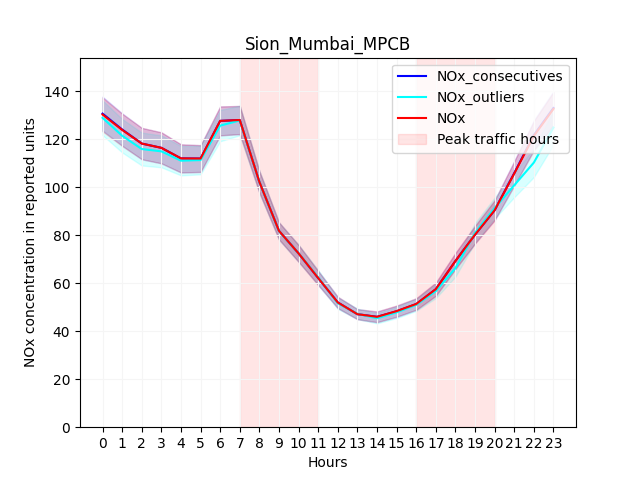 Sion_Mumbai_MPCB
NOx concentration in reported units
140
120
100
80
60
40
20
0
NOx_consecutives
NOx_outliers
NOx
Peak traffic hours
0 1 2 3 4 5 6 7 8 9 10 11 12 13 14 15 16 17 18 19 20 21 22 23
Hours